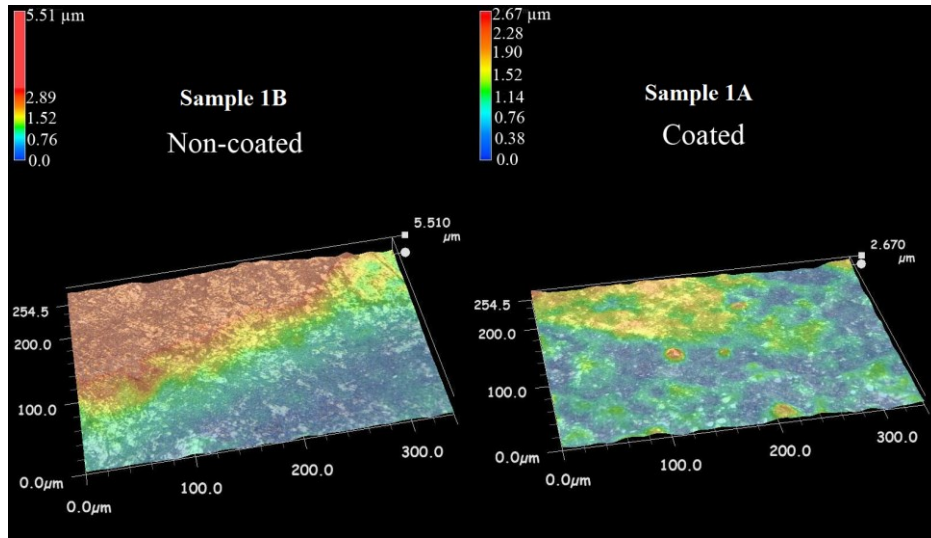 5.51 µm
2.89
1.52
0.76
0.0
Sample 1B
Non-coated
5.510
µm
254.5
200.0
100.0
0.0µm
0.0µm
100.0
200.0
300.0
2.67 µm
2.28
1.90
1.52
1.14
0.76
0.38
0.0
Sample 1A
Coated
2.670
µm
254.5
200.0
100.0
0.0µm
0.0µm
100.0
200.0
300.0